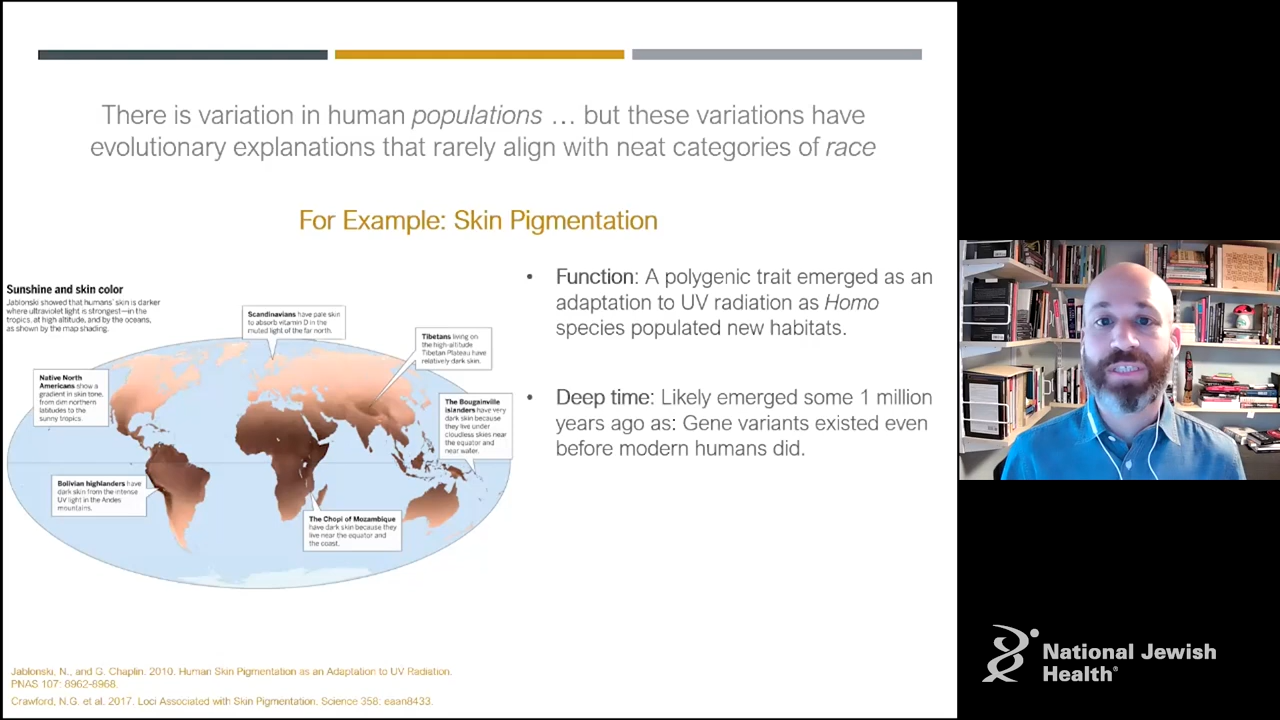 There is variation in human populations … but these variations have
evolutionary explanations that rarely align with neat categories of race
For Example: Skin Pigmentation
Sunshine and skin color
Jablonski showed that humans' skin is darker
where ultraviolet light is strongest—in the
tropics, at high altitude, and by the oceans,
as shown by the map shading.
Scandinavians have pale skin
to absorb vitamin D in the
muted light of the far north.
Tibetans living on
the high-altitude
Tibetan Plateau have
relatively dark skin.
Native North
Americans show a
gradient in skin tone,
from dim northern
latitudes to the
sunny tropics.
The Bougainville
islanders have very
dark skin because
they live under
cloudless skies near
the equator and
near water.
Bolivian highlanders have
dark skin from the intense
UV light in the Andes
mountains.
The Chopi of Mozambique
have dark skin because they
live near the equator and
the coast.
• Function: A polygenic trait emerged as an
adaptation to UV radiation as Homo
species populated new habitats.
• Deep time: Likely emerged some 1 million
years ago as: Gene variants existed even
before modern humans did.
Jablonski, N., and G. Chaplin. 2010. Human Skin Pigmentation as an Adaptation to UV Radiation.
PNAS 107: 8962-8968.
Crawford, N.G. et al. 2017. Loci Associated with Skin Pigmentation. Science 358: eaan8433.
National Jewish
Health®